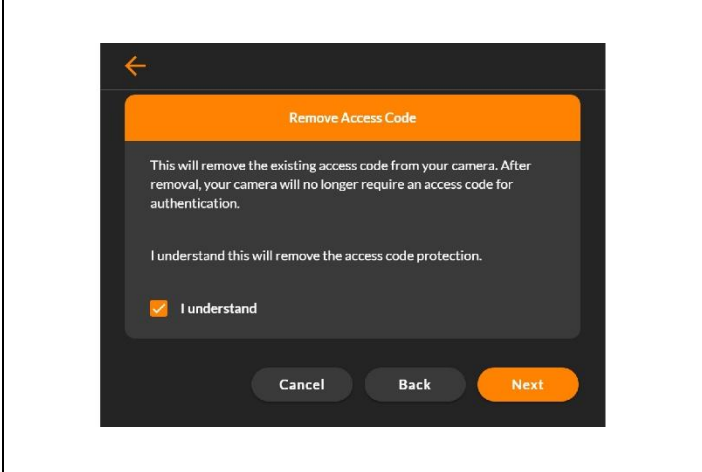 Remove Access Code
This will remove the existing access code from your camera. After
removal, your camera will no longer require an access code for
authentication.
I understand this will remove the access code protection.
I understand
Cancel Back Next